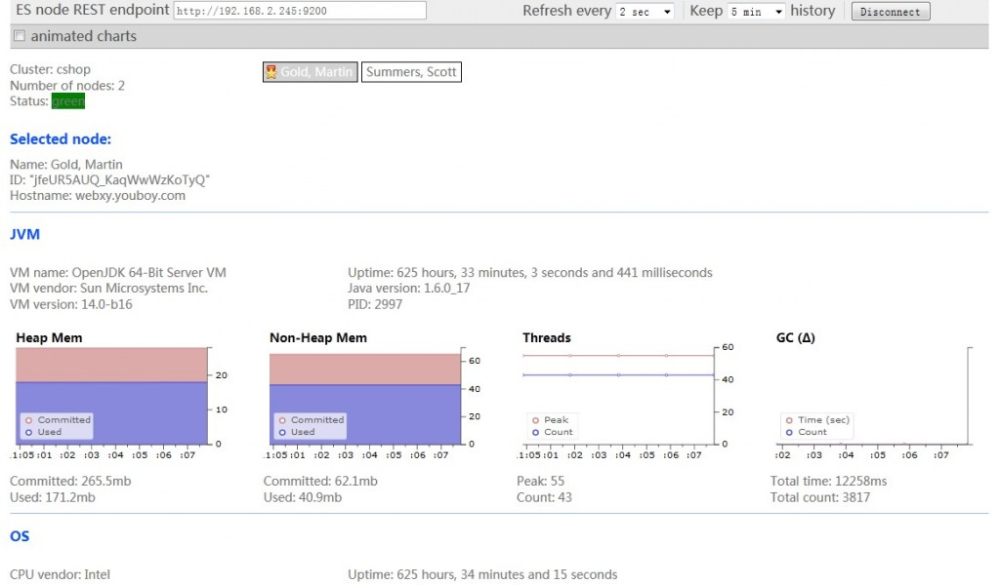 ES node REST endpoint http://192.168.2.245:9200 Refresh every 2 sec Keep 5 min history Disconnect
animated charts
Cluster: cshop
Number of nodes: 2
Status: green
Gold, Martin Summers, Scott
Selected node:
Name: Gold, Martin
ID: "jfeUR5AUQ_KaqWwWzKoTyQ"
Hostname: webxy.youboy.com
JVM
VM name: OpenJDK 64-Bit Server VM
VM vendor: Sun Microsystems Inc.
VM version: 14.0-b16
Uptime: 625 hours, 33 minutes, 3 seconds and 441 milliseconds
Java version: 1.6.0_17
PID: 2997
Heap Mem
20
10
0
Committed
Used
.1:05 :01 :02 :03 :04 :05 :06 :07
Committed: 265.5mb
Used: 171.2mb
Non-Heap Mem
60
40
20
0
Committed
Used
.1:05 :01 :02 :03 :04 :05 :06 :07
Committed: 62.1mb
Used: 40.9mb
Threads
60
40
20
0
Peak
Count
.1:05 :01 :02 :03 :04 :05 :06 :07
Peak: 55
Count: 43
GC (Δ)
Time (sec)
Count
:02 :03 :04 :05 :06 :07
Total time: 12258ms
Total count: 3817
OS
CPU vendor: Intel
Uptime: 625 hours, 34 minutes and 15 seconds